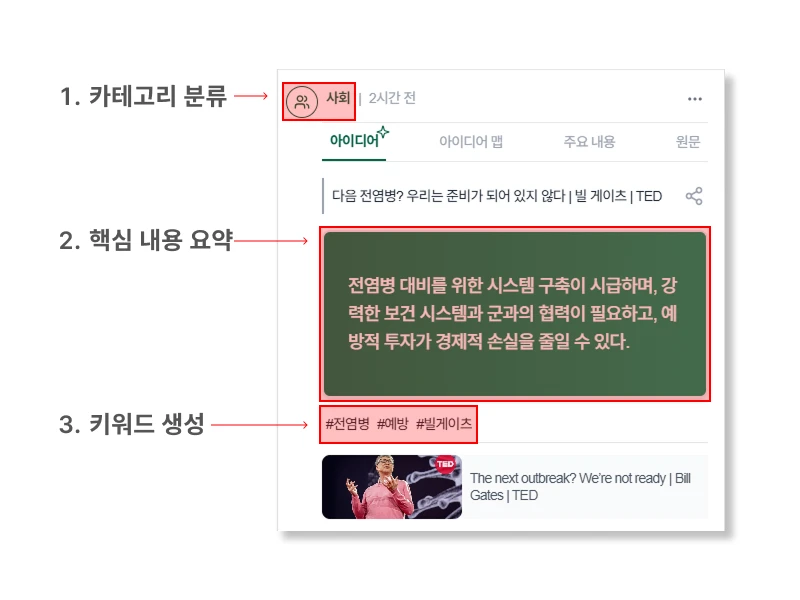 1. 카테고리 분류
사회 | 2시간 전
아이디어 아이디어 맵 주요 내용 원문
다음 전염병? 우리는 준비가 되어 있지 않다 | 빌 게이츠 | TED
2. 핵심 내용 요약
전염병 대비를 위한 시스템 구축이 시급하며, 강
력한 보건 시스템과 군과의 협력이 필요하고, 예
방적 투자가 경제적 손실을 줄일 수 있다.
3. 키워드 생성
#전염병 #예방 #빌게이츠
TED
The next outbreak? We're not ready | Bill
Gates | TED